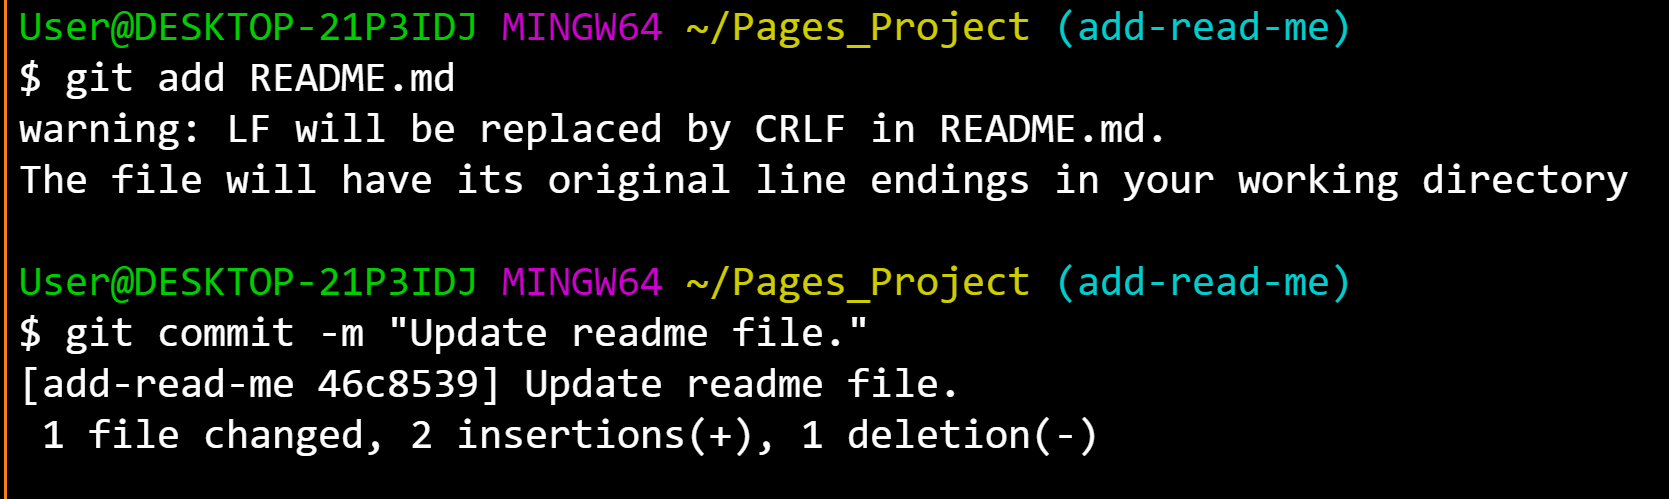 User@DESKTOP-21P3IDJ MINGW64 ~/Pages_Project (add-read-me)
$ git add README.md
warning: LF will be replaced by CRLF in README.md.
The file will have its original line endings in your working directory
User@DESKTOP-21P3IDJ MINGW64 ~/Pages_Project (add-read-me)
$ git commit -m "Update readme file."
[add-read-me 46c8539] Update readme file.
 1 file changed, 2 insertions(+), 1 deletion(-)